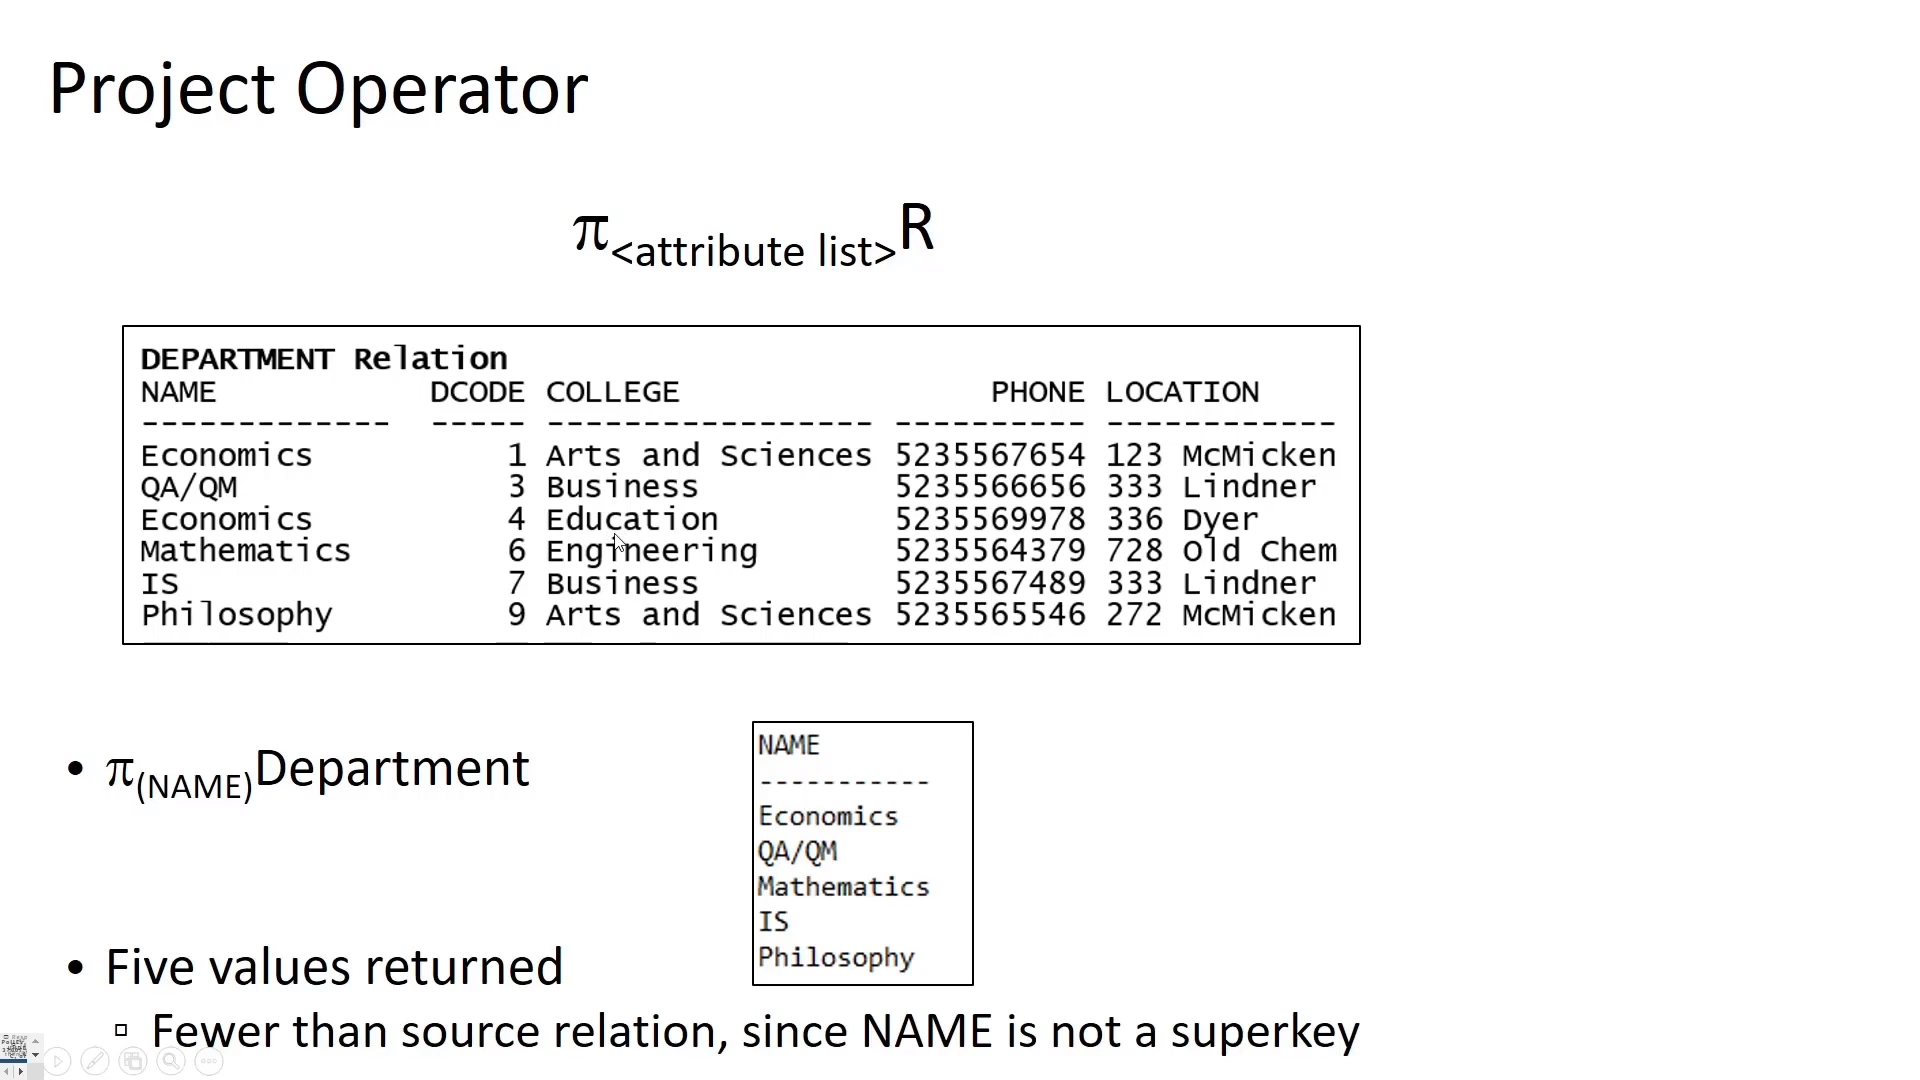 Project Operator
π<attribute list>R
DEPARTMENT Relation
NAME DCODE COLLEGE PHONE LOCATION
------------- ----- ----------------- ---------- ------------
Economics 1 Arts and Sciences 5235567654 123 McMicken
QA/QM 3 Business 5235566656 333 Lindner
Economics 4 Education 5235569978 336 Dyer
Mathematics 6 Engineering 5235564379 728 Old Chem
IS 7 Business 5235567489 333 Lindner
Philosophy 9 Arts and Sciences 5235565546 272 McMicken
• π(NAME)Department
NAME
-----------
Economics
QA/QM
Mathematics
IS
Philosophy
• Five values returned
▫ Fewer than source relation, since NAME is not a superkey